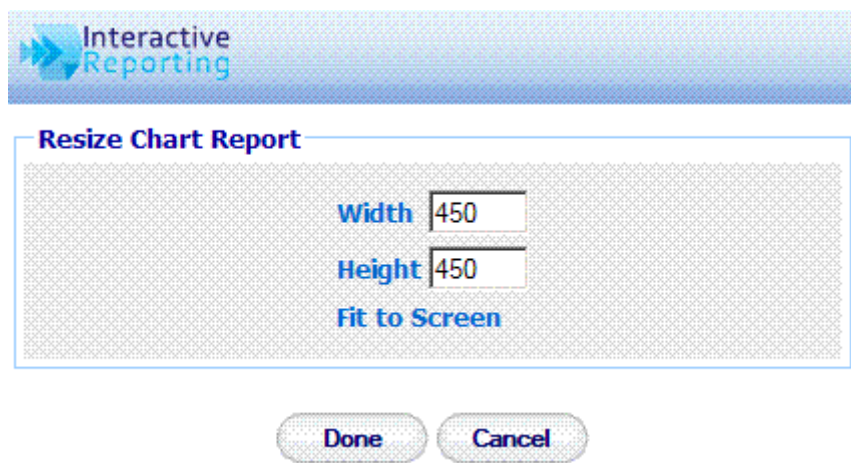 Interactive
Reporting
Resize Chart Report
Width 450
Height 450
Fit to Screen
Done Cancel